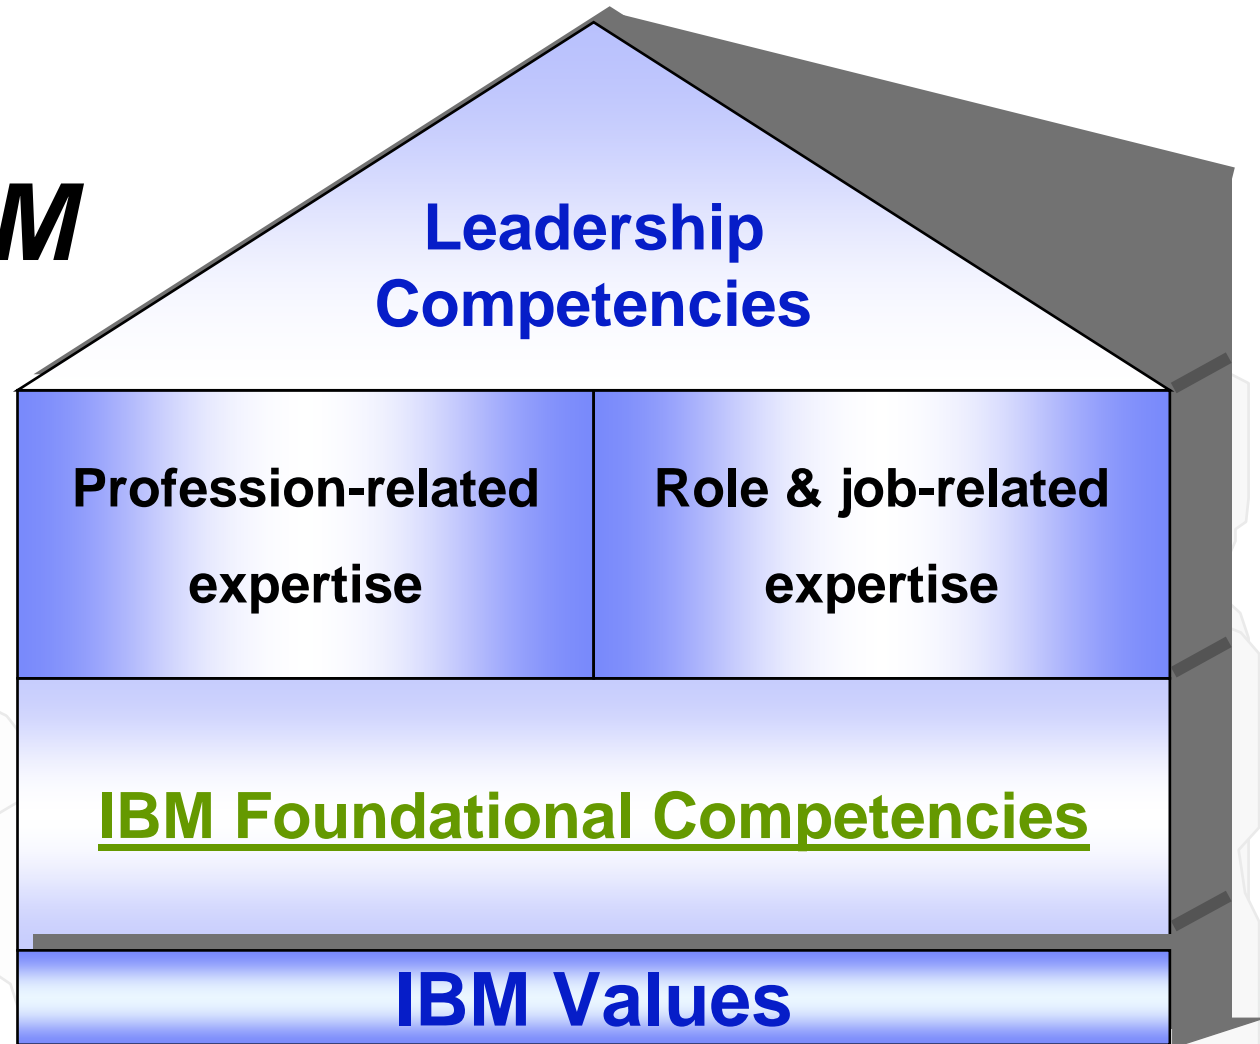 M
Leadership
Competencies
Profession-related
expertise
Role & job-related
expertise
IBM Foundational Competencies
IBM Values